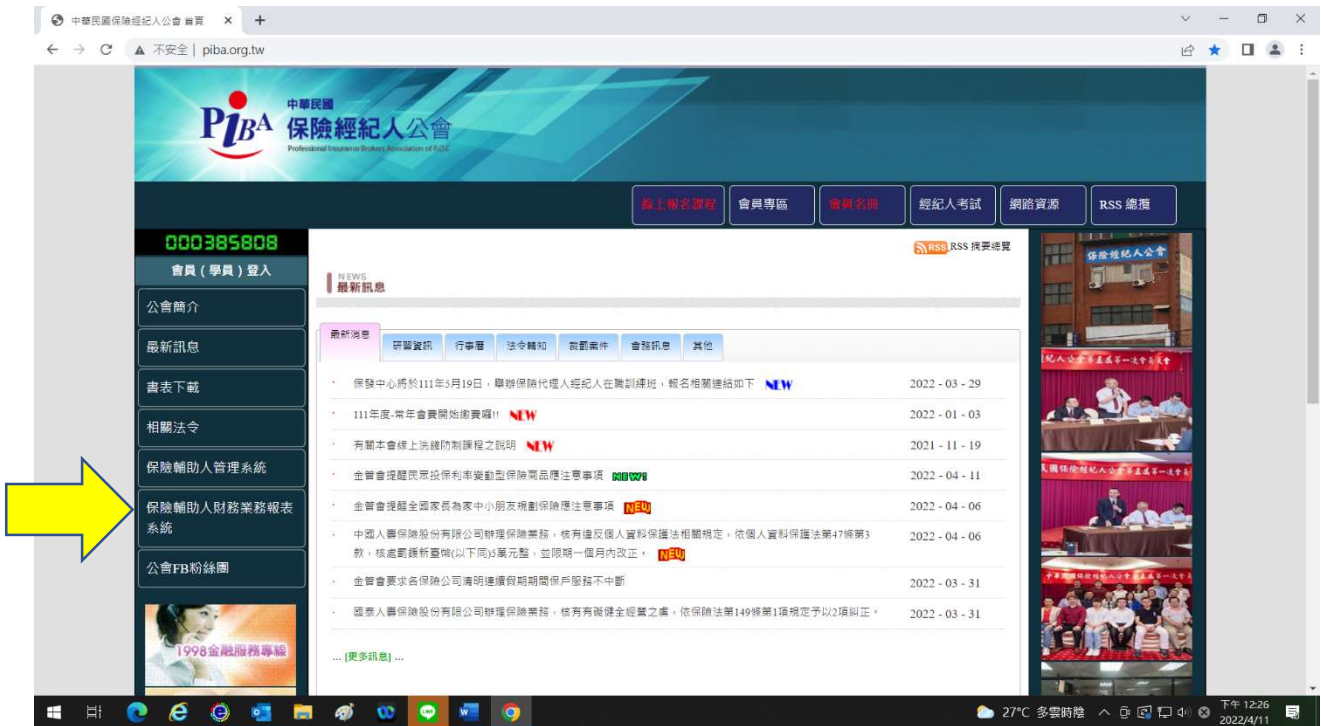 中華民國保險經紀人公會 首頁
不安全 | piba.org.tw
PIBA
中華民國
保險經紀人公會
Professional Insurance Brokers Association of R.O.C
線上報名課程
會員專區
會員名冊
經紀人考試
網路資源
RSS 總攬
000385808
會員 ( 學員 ) 登入
公會簡介
最新訊息
書表下載
相關法令
保險輔助人管理系統
保險輔助人財務業務報表
系統
公會FB粉絲團
1998金融服務專線
RSS RSS 摘要總覽
NEWS
最新訊息
最新消息
研習資訊
行事曆
法令轉知
裁罰案件
會務訊息
其他
保發中心將於111年5月19日，舉辦保險代理人經紀人在職訓練班，報名相關連結如下 NEW 2022 - 03 - 29
111年度-常年會費開始繳費囉!! NEW 2022 - 01 - 03
有關本會線上洗錢防制課程之說明 NEW 2021 - 11 - 19
金管會提醒民眾投保利率變動型保險商品應注意事項 NEW! 2022 - 04 - 11
金管會提醒全國家長為家中小朋友規劃保險應注意事項 NEW 2022 - 04 - 06
中國人壽保險股份有限公司辦理保險業務，核有違反個人資料保護法相關規定，依個人資料保護法第47條第3 2022 - 04 - 06
款，核處罰鍰新臺幣(以下同)5萬元整，並限期一個月內改正。 NEW
金管會要求各保險公司清明連續假期期間保戶服務不中斷 2022 - 03 - 31
國泰人壽保險股份有限公司辦理保險業務，核有有礙健全經營之虞，依保險法第149條第1項規定予以2項糾正。 2022 - 03 - 31
... [更多訊息] ...
保險經紀人公會
27°C 多雲時陰
下午 12:26
2022/4/11